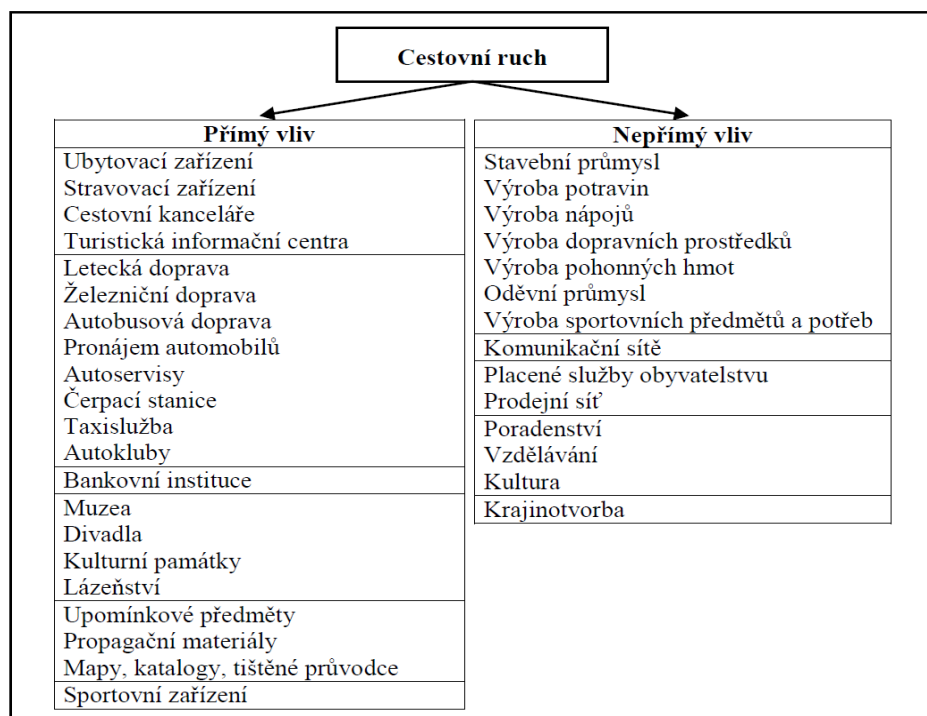 Cestovní ruch
Přímý vliv
Ubytovací zařízení
Stravovací zařízení
Cestovní kanceláře
Turistická informační centra
Letecká doprava
Železniční doprava
Autobusová doprava
Pronájem automobilů
Autoservisy
Čerpací stanice
Taxislužba
Autokluby
Bankovní instituce
Muzea
Divadla
Kulturní památky
Lázeňství
Upomínkové předměty
Propagační materiály
Mapy, katalogy, tištěné průvodce
Sportovní zařízení
Nepřímý vliv
Stavební průmysl
Výroba potravin
Výroba nápojů
Výroba dopravních prostředků
Výroba pohonných hmot
Oděvní průmysl
Výroba sportovních předmětů a potřeb
Komunikační sítě
Placené služby obyvatelstvu
Prodejní síť
Poradenství
Vzdělávání
Kultura
Krajinotvorba